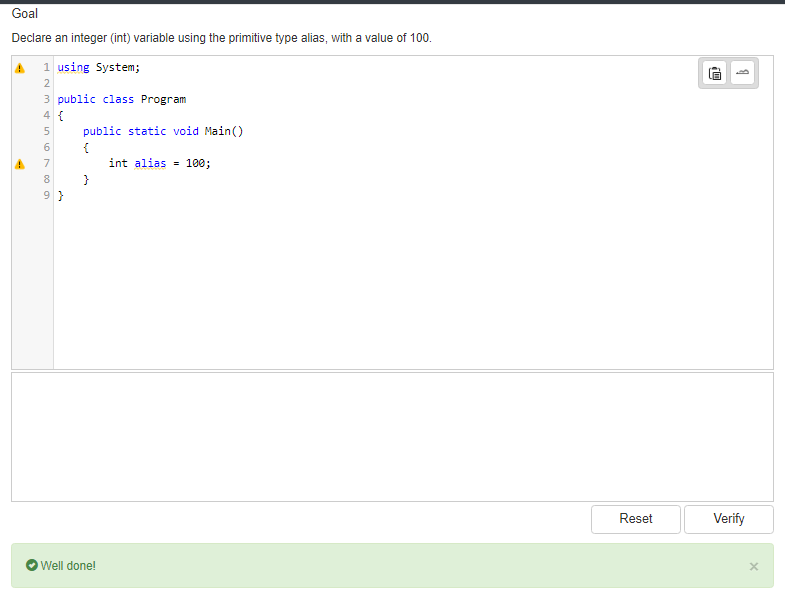 Goal
Declare an integer (int) variable using the primitive type alias, with a value of 100.
1 using System;
2
3 public class Program
4 {
5     public static void Main()
6     {
7         int alias = 100;
8     }
9 }
Reset Verify
Well done! ×